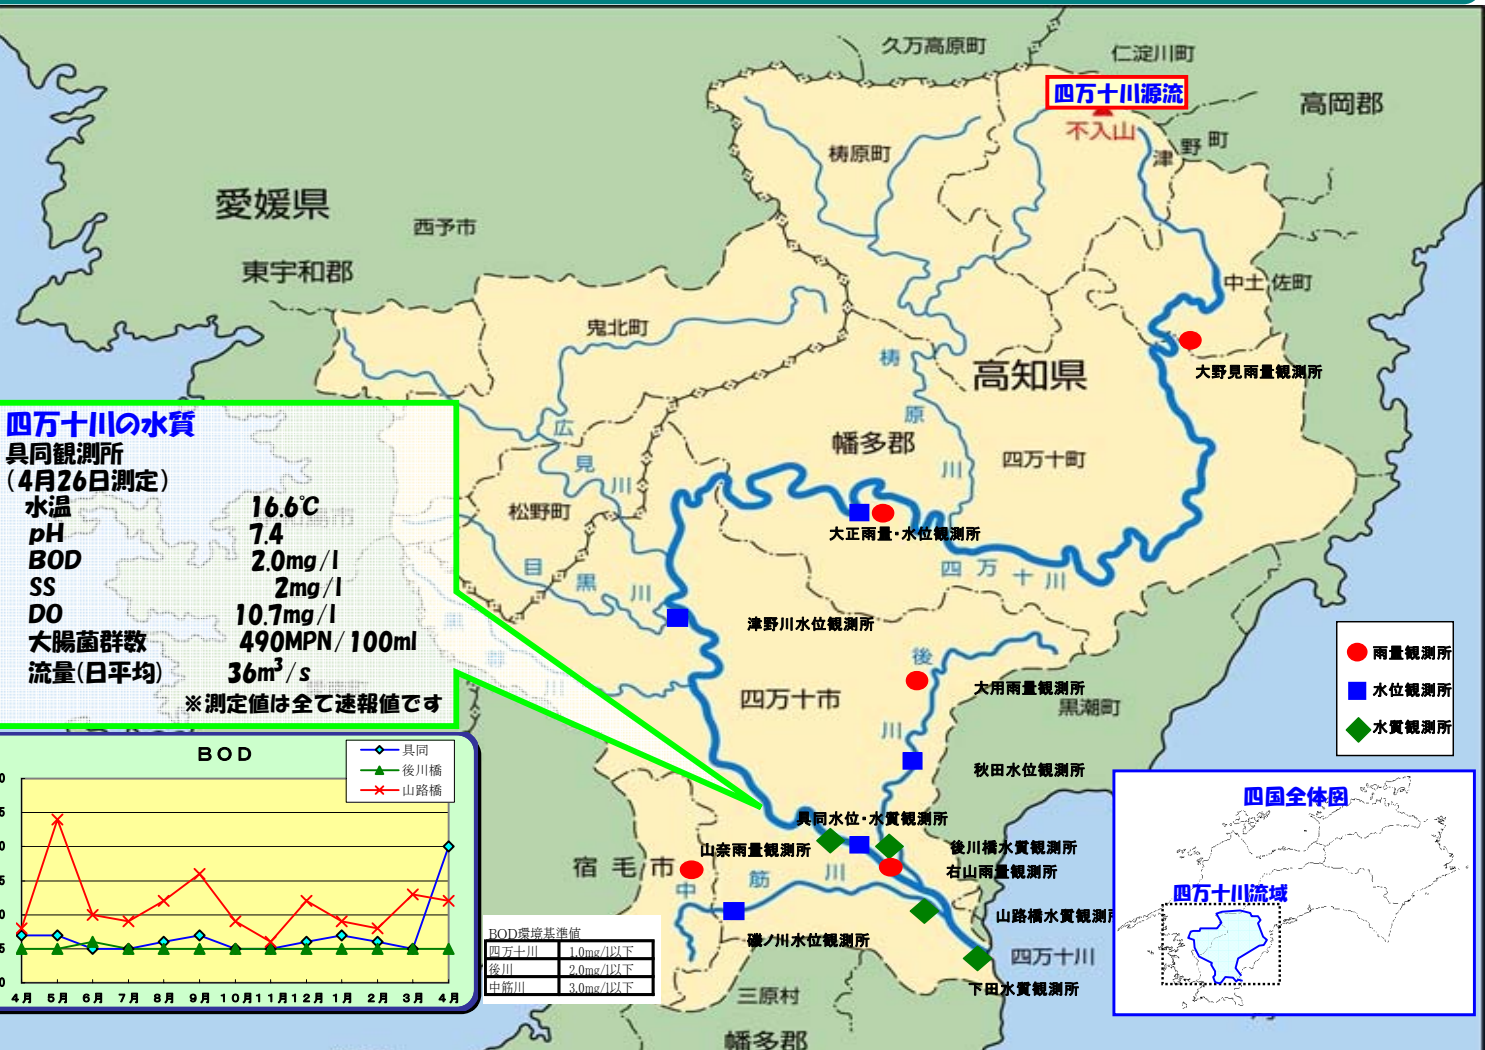 久万高原町
仁淀川町
四万十川源流
高岡郡
不入山
津野町
梼原町
愛媛県
西予市
東宇和郡
中土佐町
鬼北町
大野見雨量観測所
高知県
梼原川
幡多郡
四万十町
広見川
松野町
大正雨量・水位観測所
四万十川
目黒川
津野川水位観測所
四万十川の水質
具同観測所
(4月26日測定)
水温 16.6℃
pH 7.4
BOD 2.0mg/l
SS 2mg/l
DO 10.7mg/l
大腸菌群数 490MPN/100ml
流量(日平均) 36m³/s
※測定値は全て速報値です
後川
大用雨量観測所
黒潮町
四万十市
秋田水位観測所
雨量観測所
水位観測所
水質観測所
具同水位・水質観測所
山奈雨量観測所
後川橋水質観測所
右山雨量観測所
宿毛市
中筋川
山路橋水質観測所
磯ノ川水位観測所
四万十川
下田水質観測所
三原村
幡多郡
四国全体図
四万十川流域
BOD
具同
後川橋
山路橋
4月 5月 6月 7月 8月 9月 10月 11月 12月 1月 2月 3月 4月
BOD環境基準値
四万十川 1.0mg/l以下
後川 2.0mg/l以下
中筋川 3.0mg/l以下